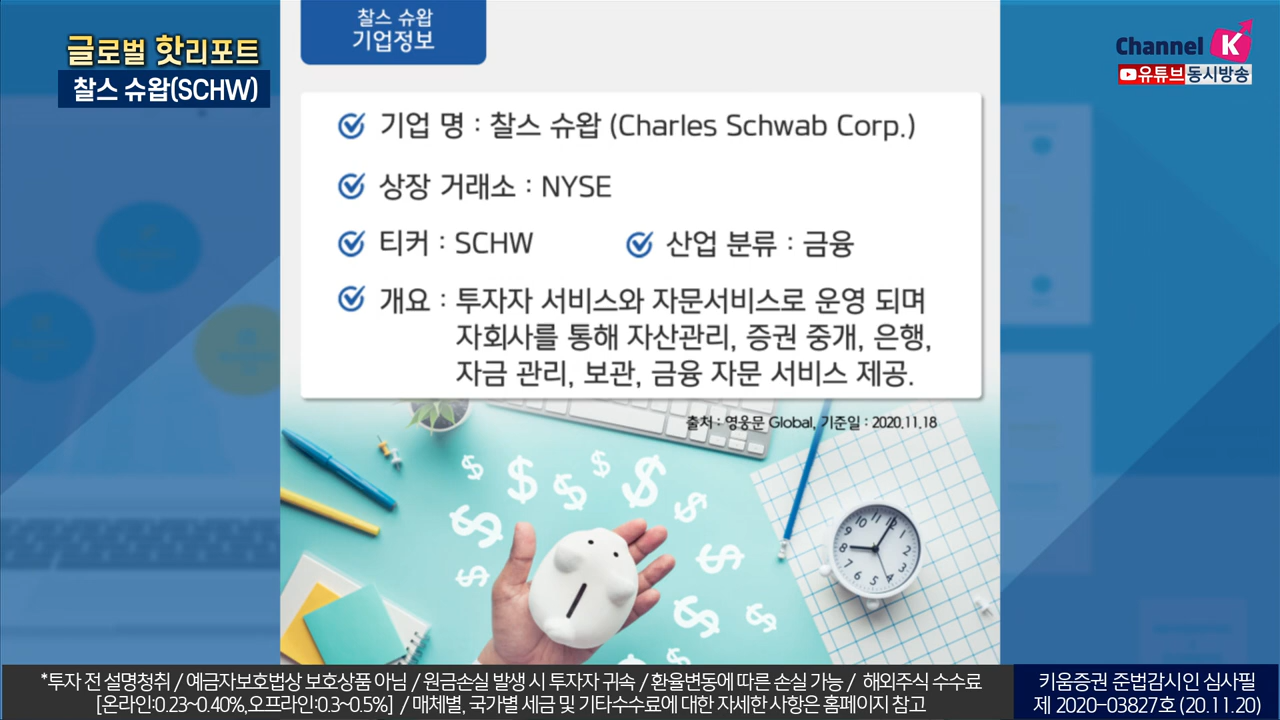 글로벌 핫리포트
찰스 슈왑(SCHW)
찰스 슈왑
기업정보
Channel K
유튜브동시방송
기업 명 : 찰스 슈왑 (Charles Schwab Corp.)
상장 거래소 : NYSE
티커 : SCHW
산업 분류 : 금융
개요 : 투자자 서비스와 자문서비스로 운영 되며
자회사를 통해 자산관리, 증권 중개, 은행,
자금 관리, 보관, 금융 자문 서비스 제공.
출처 : 영웅문 Global, 기준일 : 2020.11.18
*투자 전 설명청취 / 예금자보호법상 보호상품 아님 / 원금손실 발생 시 투자자 귀속 / 환율변동에 따른 손실 가능 / 해외주식 수수료
[온라인:0.23~0.40%,오프라인:0.3~0.5%] / 매체별, 국가별 세금 및 기타수수료에 대한 자세한 사항은 홈페이지 참고
키움증권 준법감시인 심사필
제 2020-03827호 (20.11.20)